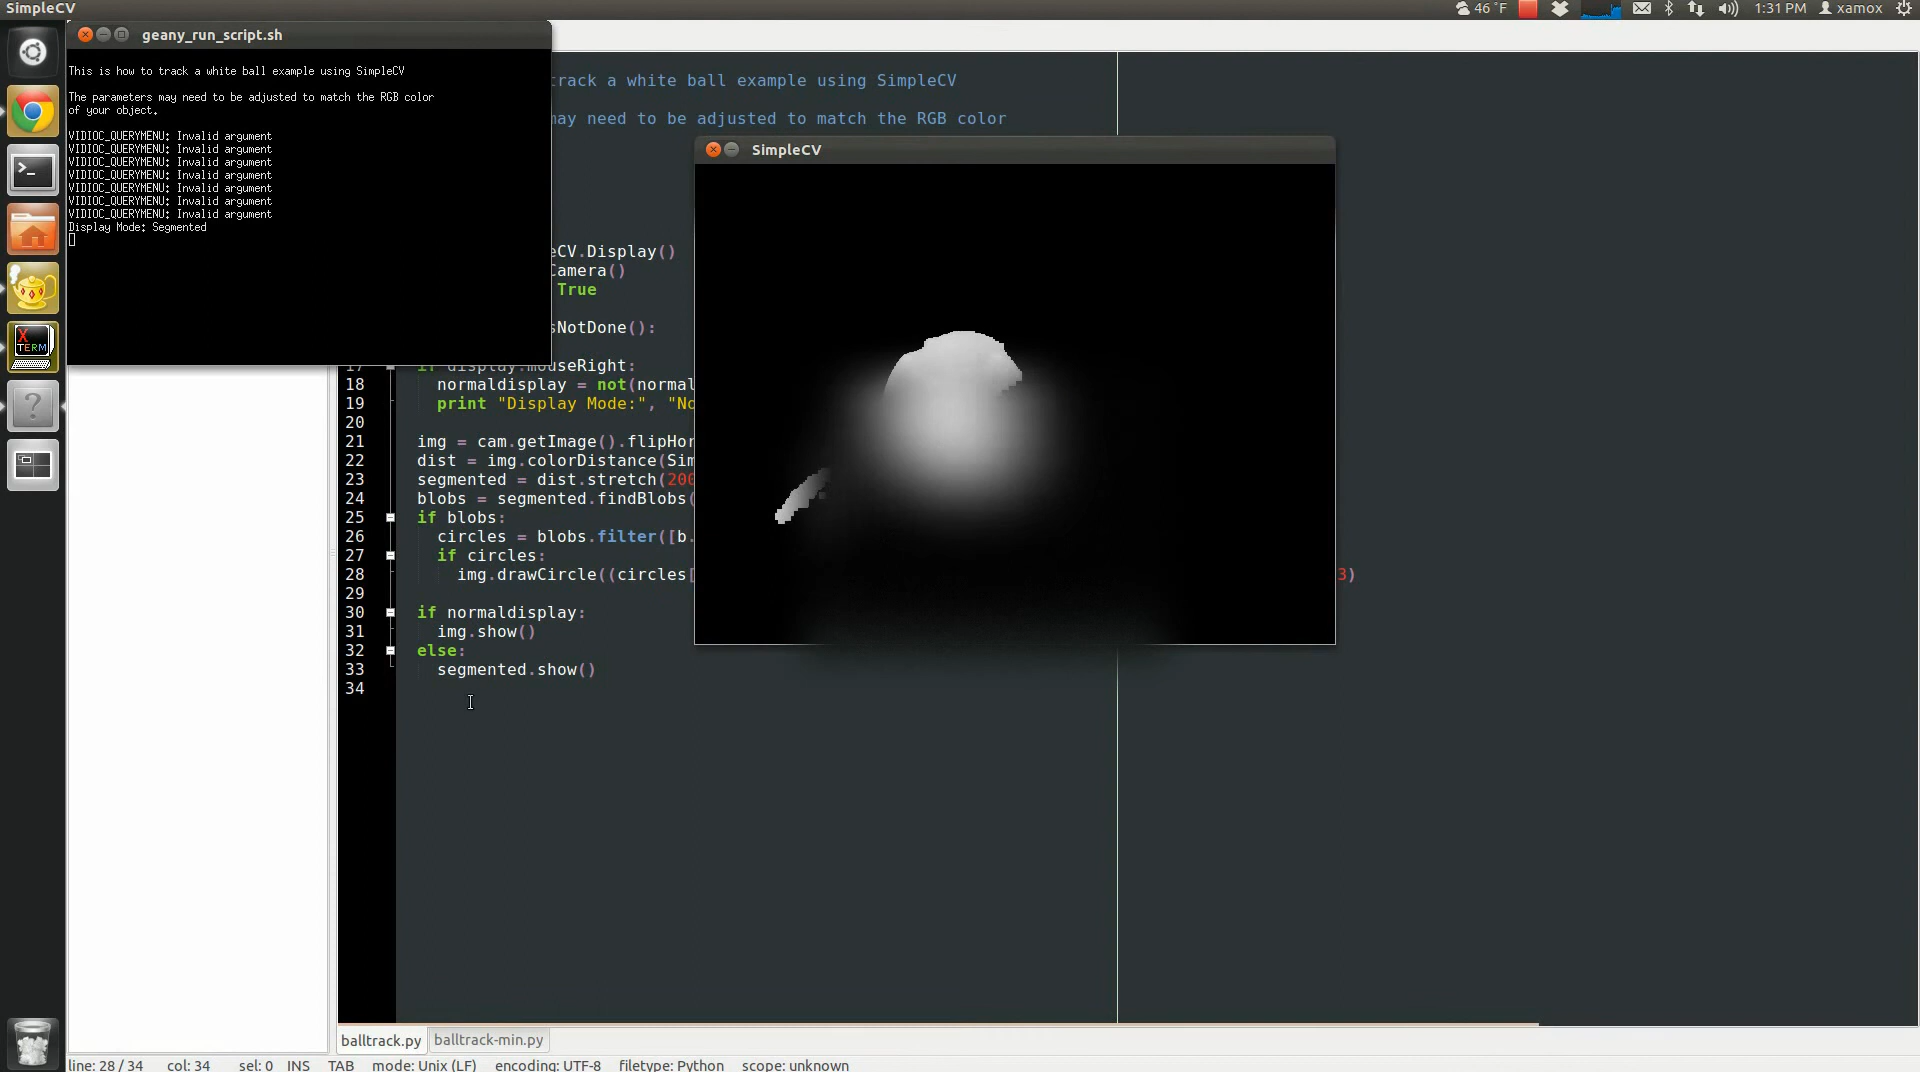 SimpleCV
46 °F
1:31 PM
xamox
geany_run_script.sh
This is how to track a white ball example using SimpleCV
The parameters may need to be adjusted to match the RGB color
of your object.
VIDIOC_QUERYMENU: Invalid argument
VIDIOC_QUERYMENU: Invalid argument
VIDIOC_QUERYMENU: Invalid argument
VIDIOC_QUERYMENU: Invalid argument
VIDIOC_QUERYMENU: Invalid argument
VIDIOC_QUERYMENU: Invalid argument
VIDIOC_QUERYMENU: Invalid argument
Display Mode: Segmented
X
TERM
track a white ball example using SimpleCV
may need to be adjusted to match the RGB color
SimpleCV
eCV.Display()
Camera()
True
sNotDone():
17 if display.mouseRight:
18 normaldisplay = not(normal
19 print "Display Mode:", "No
20
21 img = cam.getImage().flipHor
22 dist = img.colorDistance(Sim
23 segmented = dist.stretch(200
24 blobs = segmented.findBlobs(
25 if blobs:
26 circles = blobs.filter([b.
27 if circles:
28 img.drawCircle((circles[ 3)
29
30 if normaldisplay:
31 img.show()
32 else:
33 segmented.show()
34
balltrack.py balltrack-min.py
line: 28 / 34 col: 34 sel: 0 INS TAB mode: Unix (LF) encoding: UTF-8 filetype: Python scope: unknown